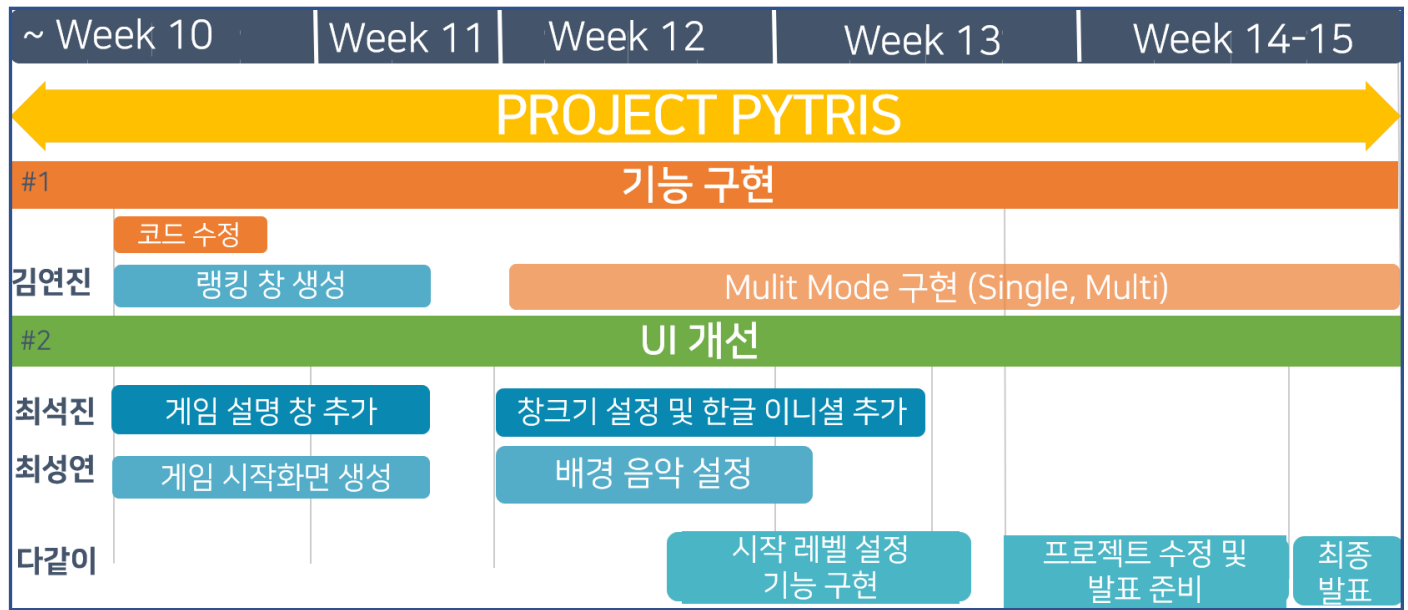 ~ Week 10
Week 11
Week 12
Week 13
Week 14-15
PROJECT PYTRIS
#1
기능 구현
코드 수정
김연진
랭킹 창 생성
Mulit Mode 구현 (Single, Multi)
#2
UI 개선
최석진
게임 설명 창 추가
창크기 설정 및 한글 이니셜 추가
최성연
게임 시작화면 생성
배경 음악 설정
다같이
시작 레벨 설정
기능 구현
프로젝트 수정 및
발표 준비
최종
발표